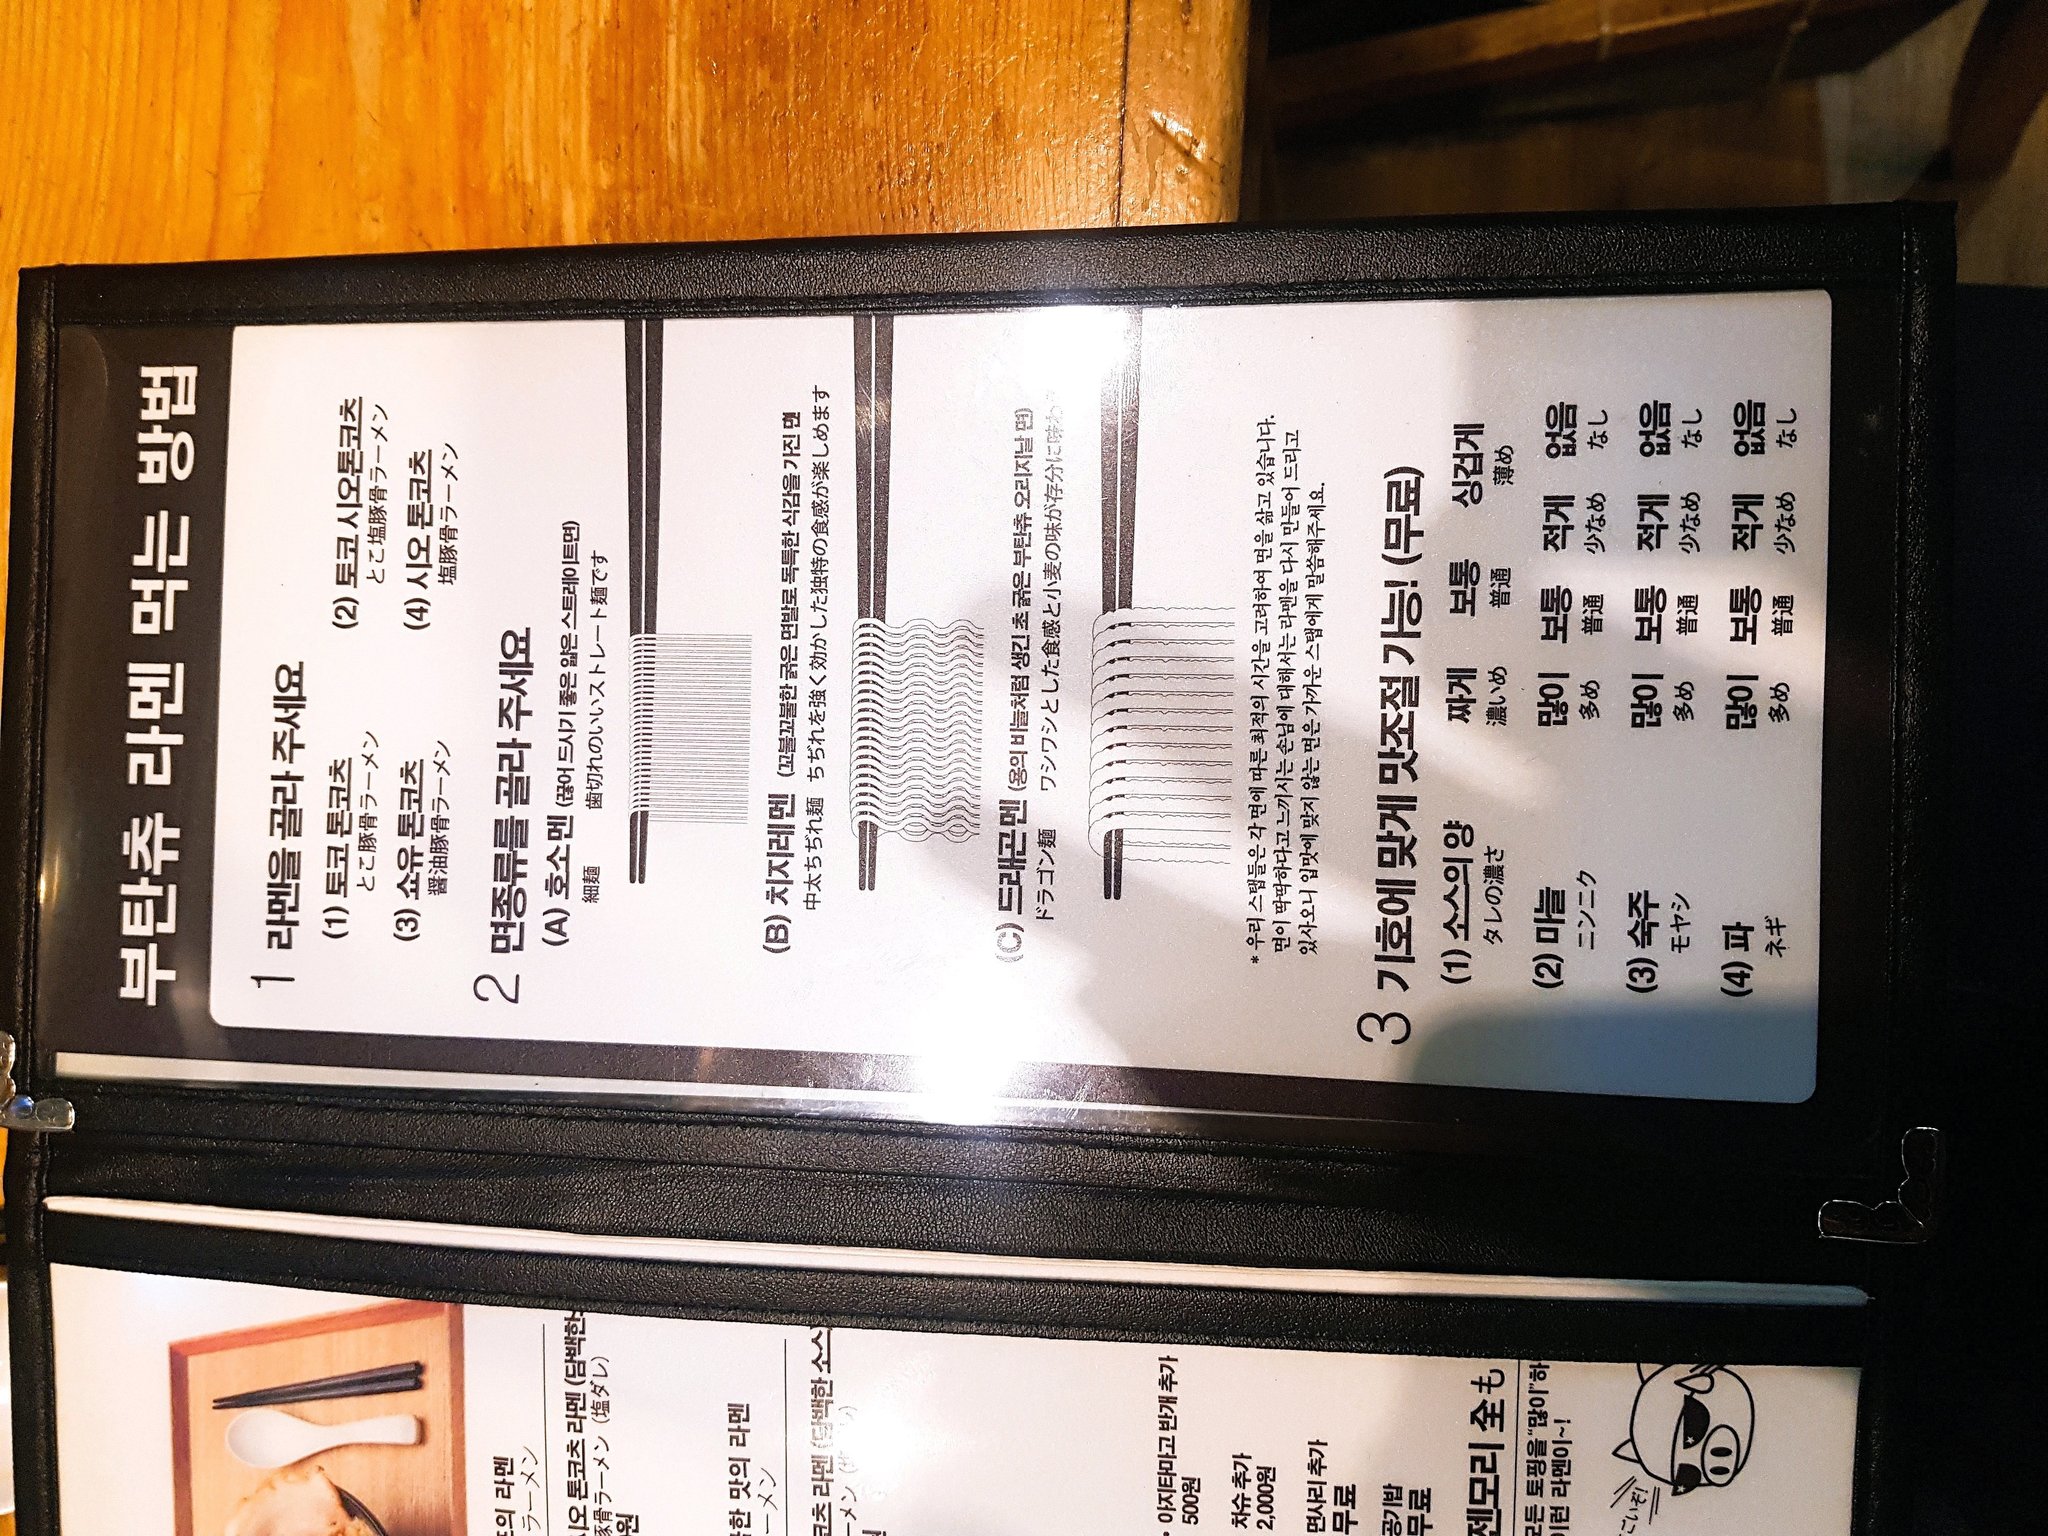 부탄츄 라멘 먹는 방법
1 라멘을 골라 주세요
(1) 토코 톤코츠 (2) 토코 시오톤코츠
とこ豚骨ラーメン とこ塩豚骨ラーメン
(3) 쇼유 톤코츠 (4) 시오 톤코츠
醤油豚骨ラーメン 塩豚骨ラーメン
2 면종류를 골라 주세요
(A) 호소멘 (끊어 드시기 좋은 얇은 스트레이트면)
細麺 歯切れのいいストレート麺です
(B) 치지레멘 (꼬불꼬불한 굵은 면발로 독특한 식감을 가진 면)
中太ちぢれ麺 ちぢれを強く効かした独特の食感が楽しめます
(C) 드래곤멘 (용의 비늘처럼 생긴 초 굵은 부탄츄 오리지날 면)
ドラゴン麺 ワシワシとした食感と小麦の味が存分に味わ
* 우리 스탭들은 각 면에 따른 최적의 시간을 고려하여 면을 삶고 있습니다.
면이 딱딱하다고 느끼시는 손님에 대해서는 라멘을 다시 만들어 드리고
있사오니 입맛에 맞지 않는 면은 가까운 스탭에게 말씀해주세요.
3 기호에 맞게 맛조절 가능! (무료)
(1) 소스의 양 짜게 보통 싱겁게
タレの濃さ 濃いめ 普通 薄め
(2) 마늘 많이 보통 적게 없음
ニンニク 多め 普通 少なめ なし
(3) 숙주 많이 보통 적게 없음
モヤシ 多め 普通 少なめ なし
(4) 파 많이 보통 적게 없음
ネギ 多め 普通 少なめ なし
의 라멘
ラーメン
시오 톤코츠 라멘 (담백한
豚骨ラーメン (塩ダレ)
원
한 맛의 라멘
ーメン
코츠 라멘 (담백한 소스)
ーメン
• 아지타마고 반개 추가
500원
차슈 추가
2,000원
면사리 추가
무료
공기밥
무료
젠모리 全も
모든 토핑을 "많이"하
이런 라멘이~!
ごいぞ!